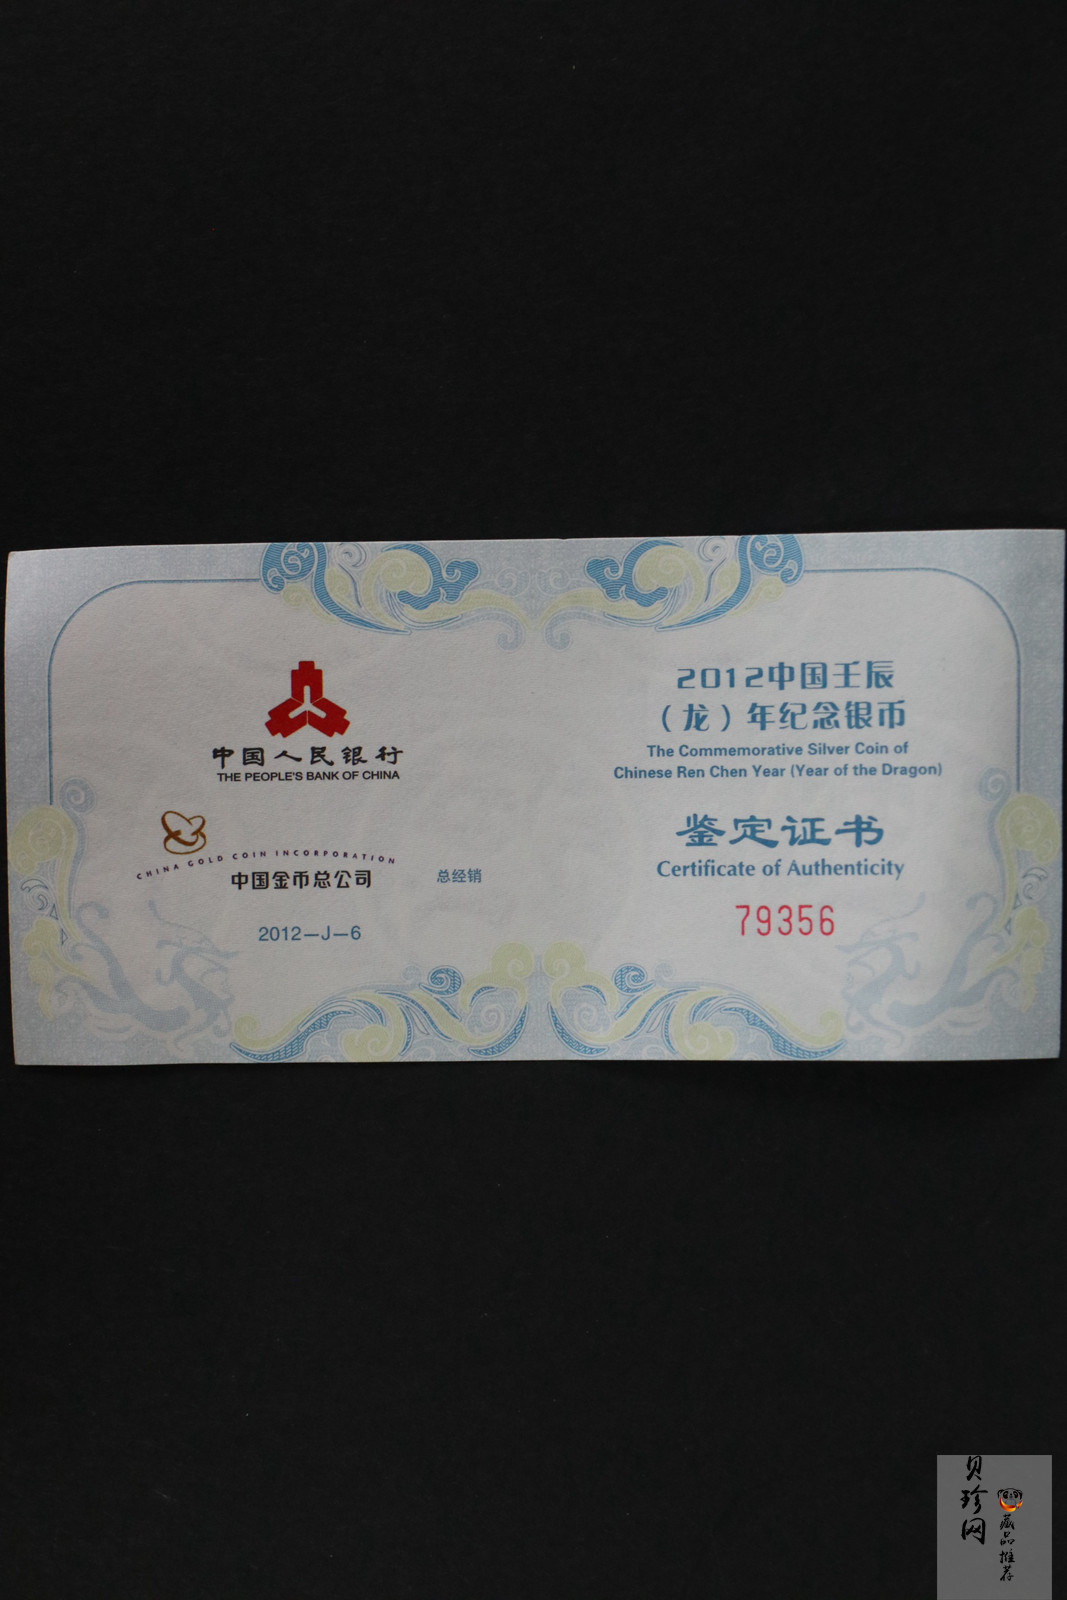 中国人民银行
THE PEOPLE'S BANK OF CHINA
CHINA GOLD COIN INCORPORATION
中国金币总公司 总经销
2012—J—6
2012中国壬辰
（龙）年纪念银币
The Commemorative Silver Coin of
Chinese Ren Chen Year (Year of the Dragon)
鉴定证书
Certificate of Authenticity
79356
贝珍网
藏品推荐